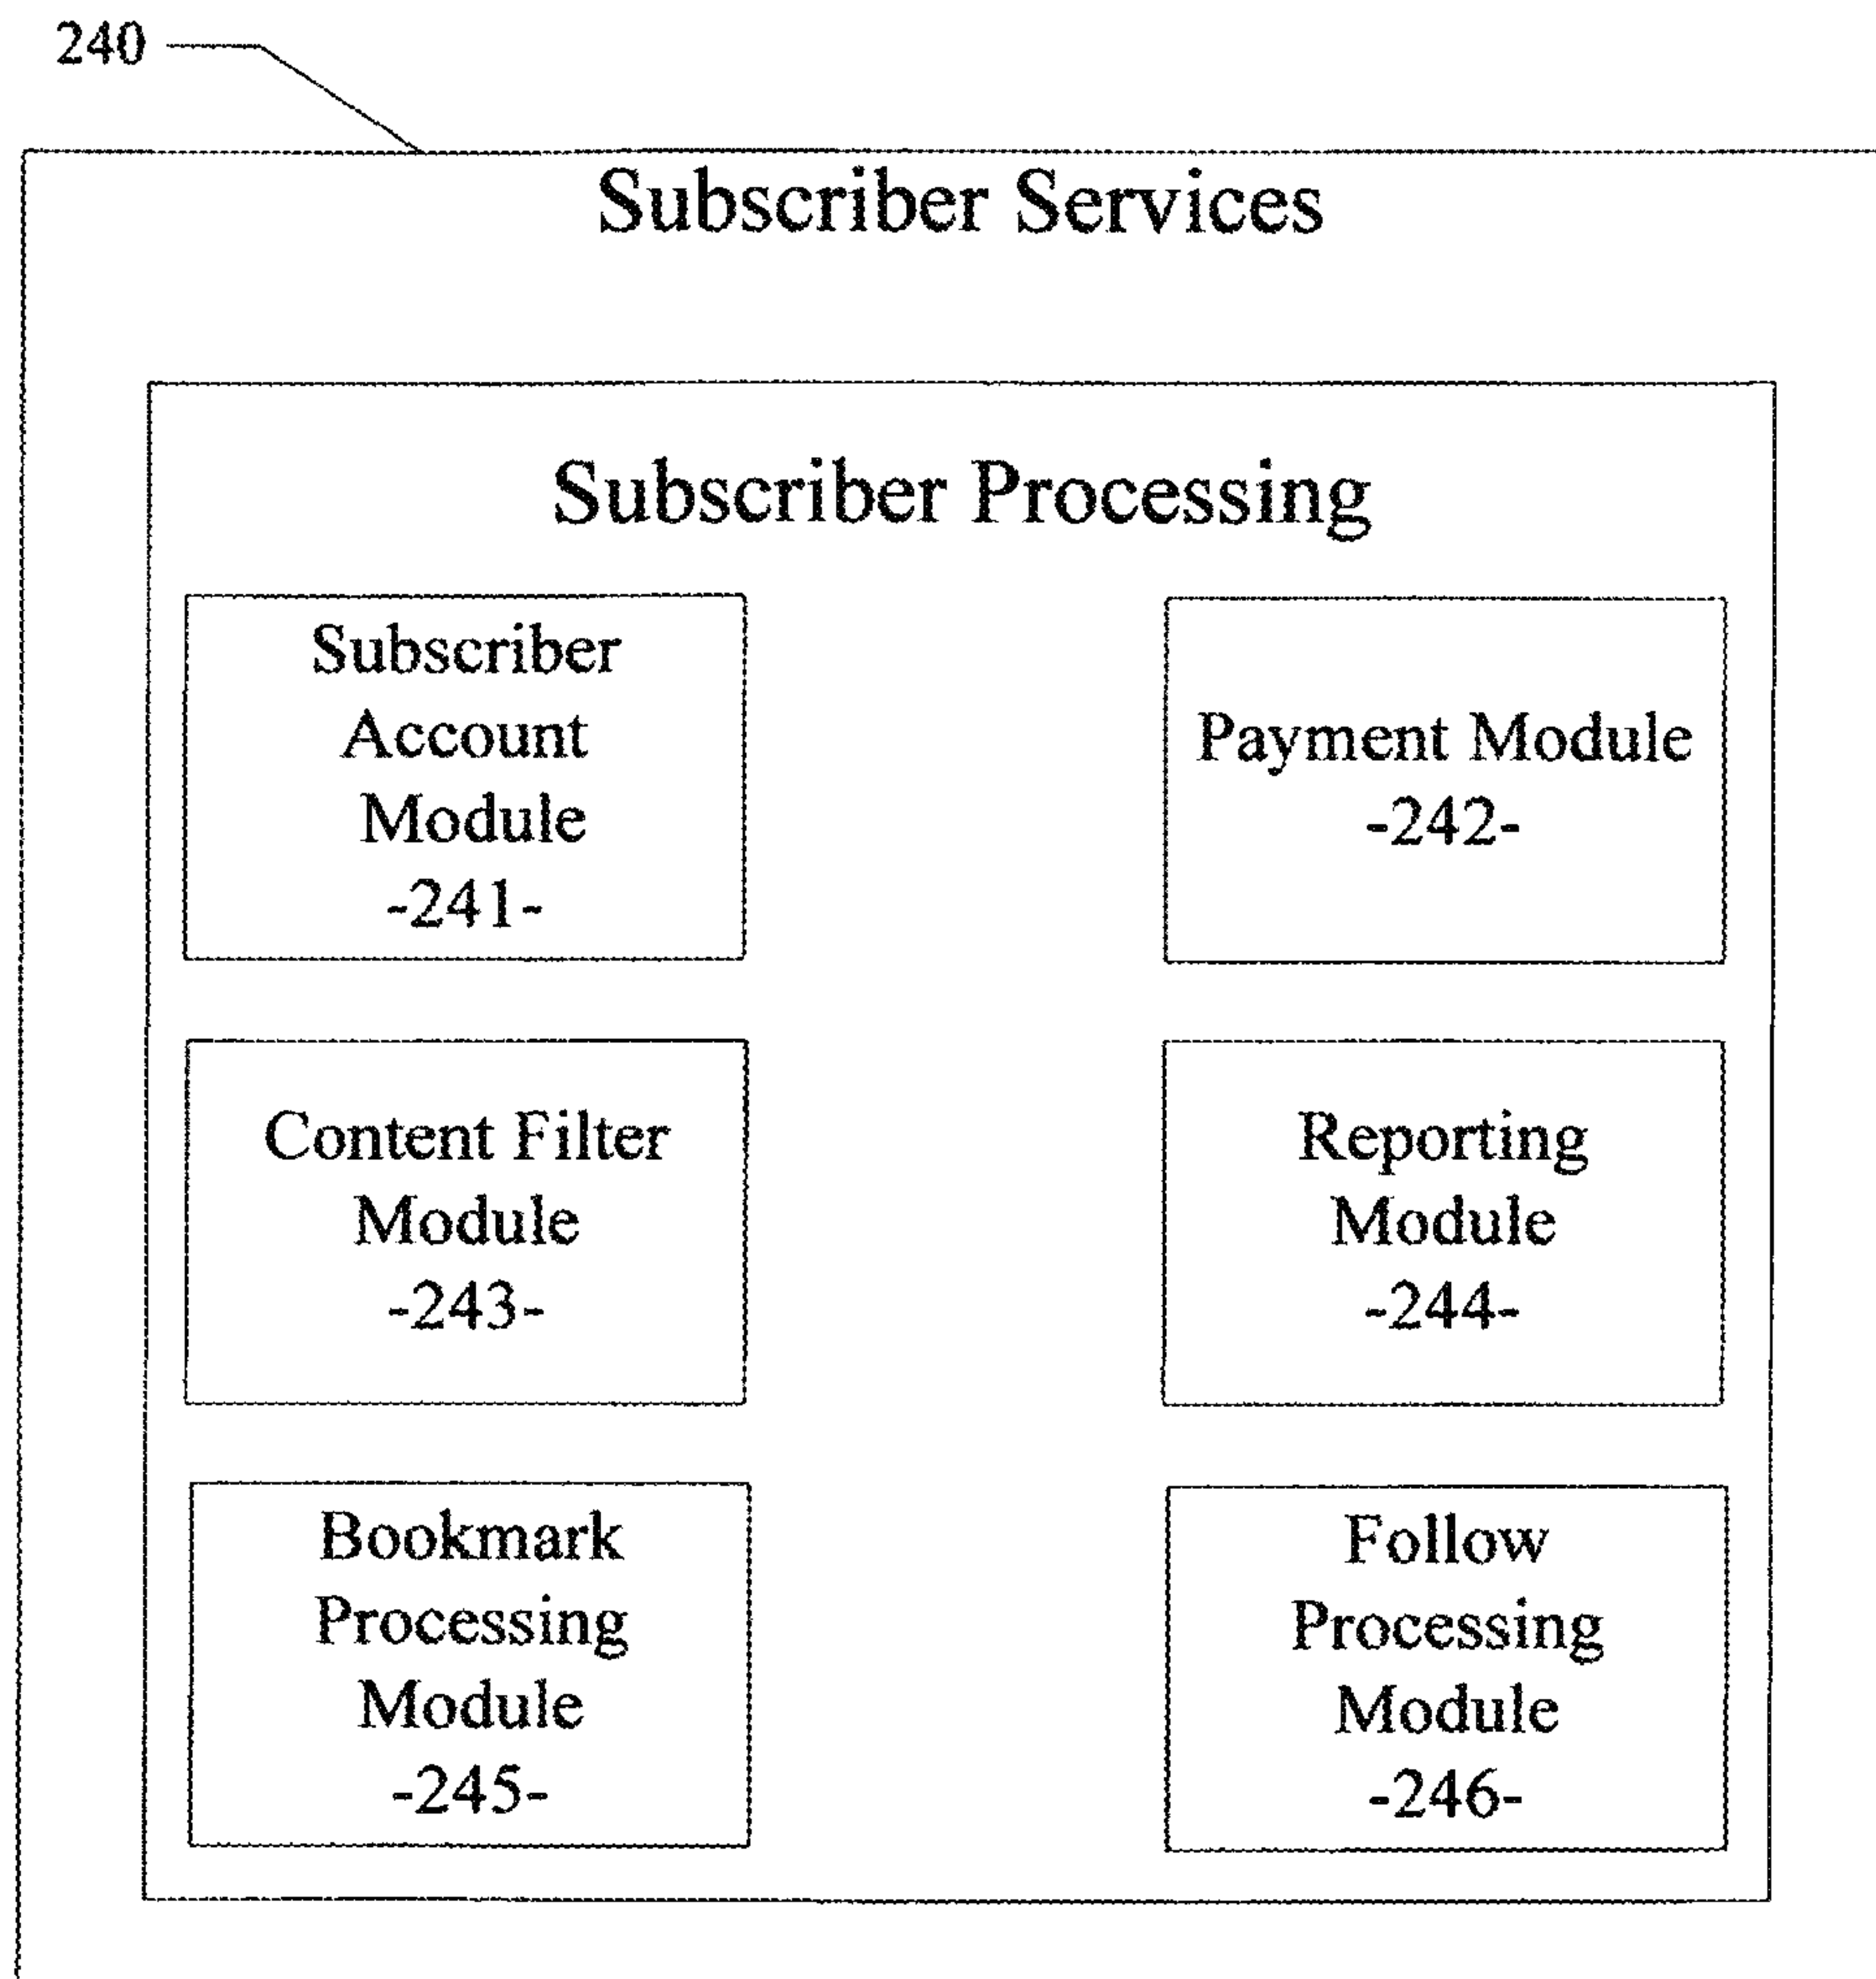 240
Subscriber Services
Subscriber Processing
Subscriber
Account
Module
-241-
Payment Module
-242-
Content Filter
Module
-243-
Reporting
Module
-244-
Bookmark
Processing
Module
-245-
Follow
Processing
Module
-246-